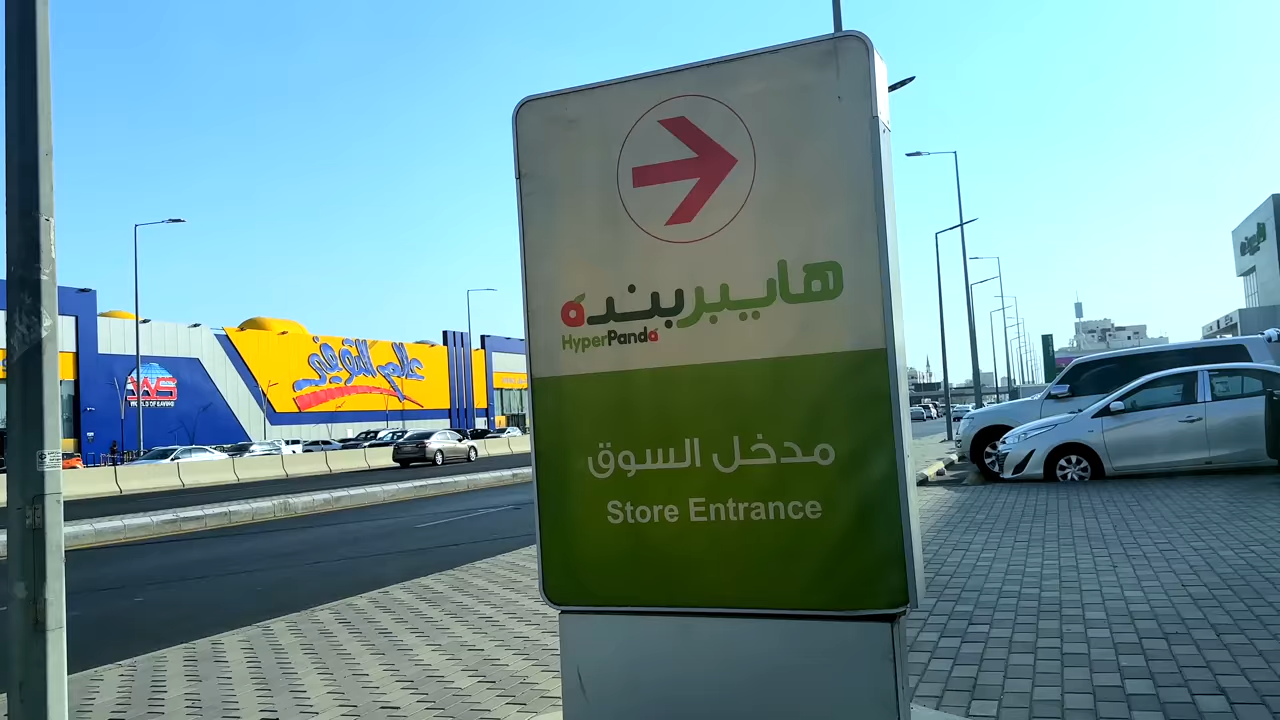 هايبربنده
HyperPanda
مدخل السوق
Store Entrance
عالم التوفير
WS
WORLD OF SAVING